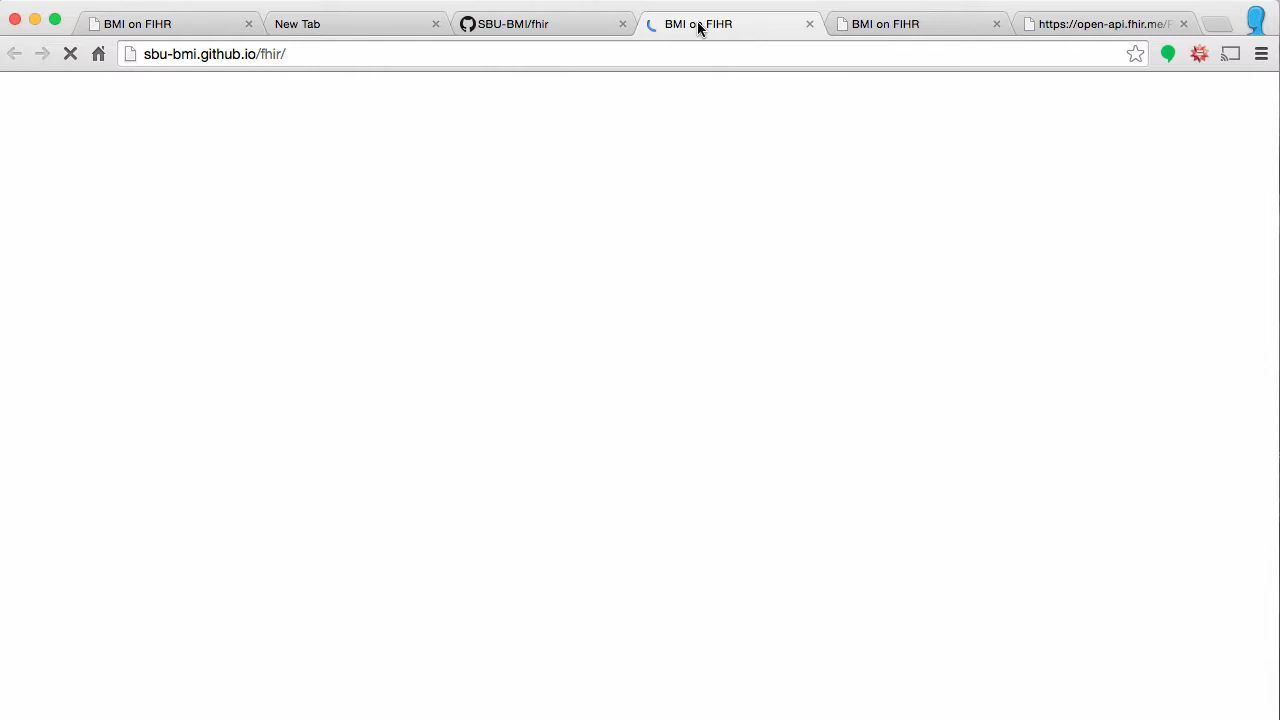 BMI on FIHR
New Tab
SBU-BMI/fhir
BMI on FIHR
BMI on FIHR
https://open-api.fhir.me/
sbu-bmi.github.io/fhir/